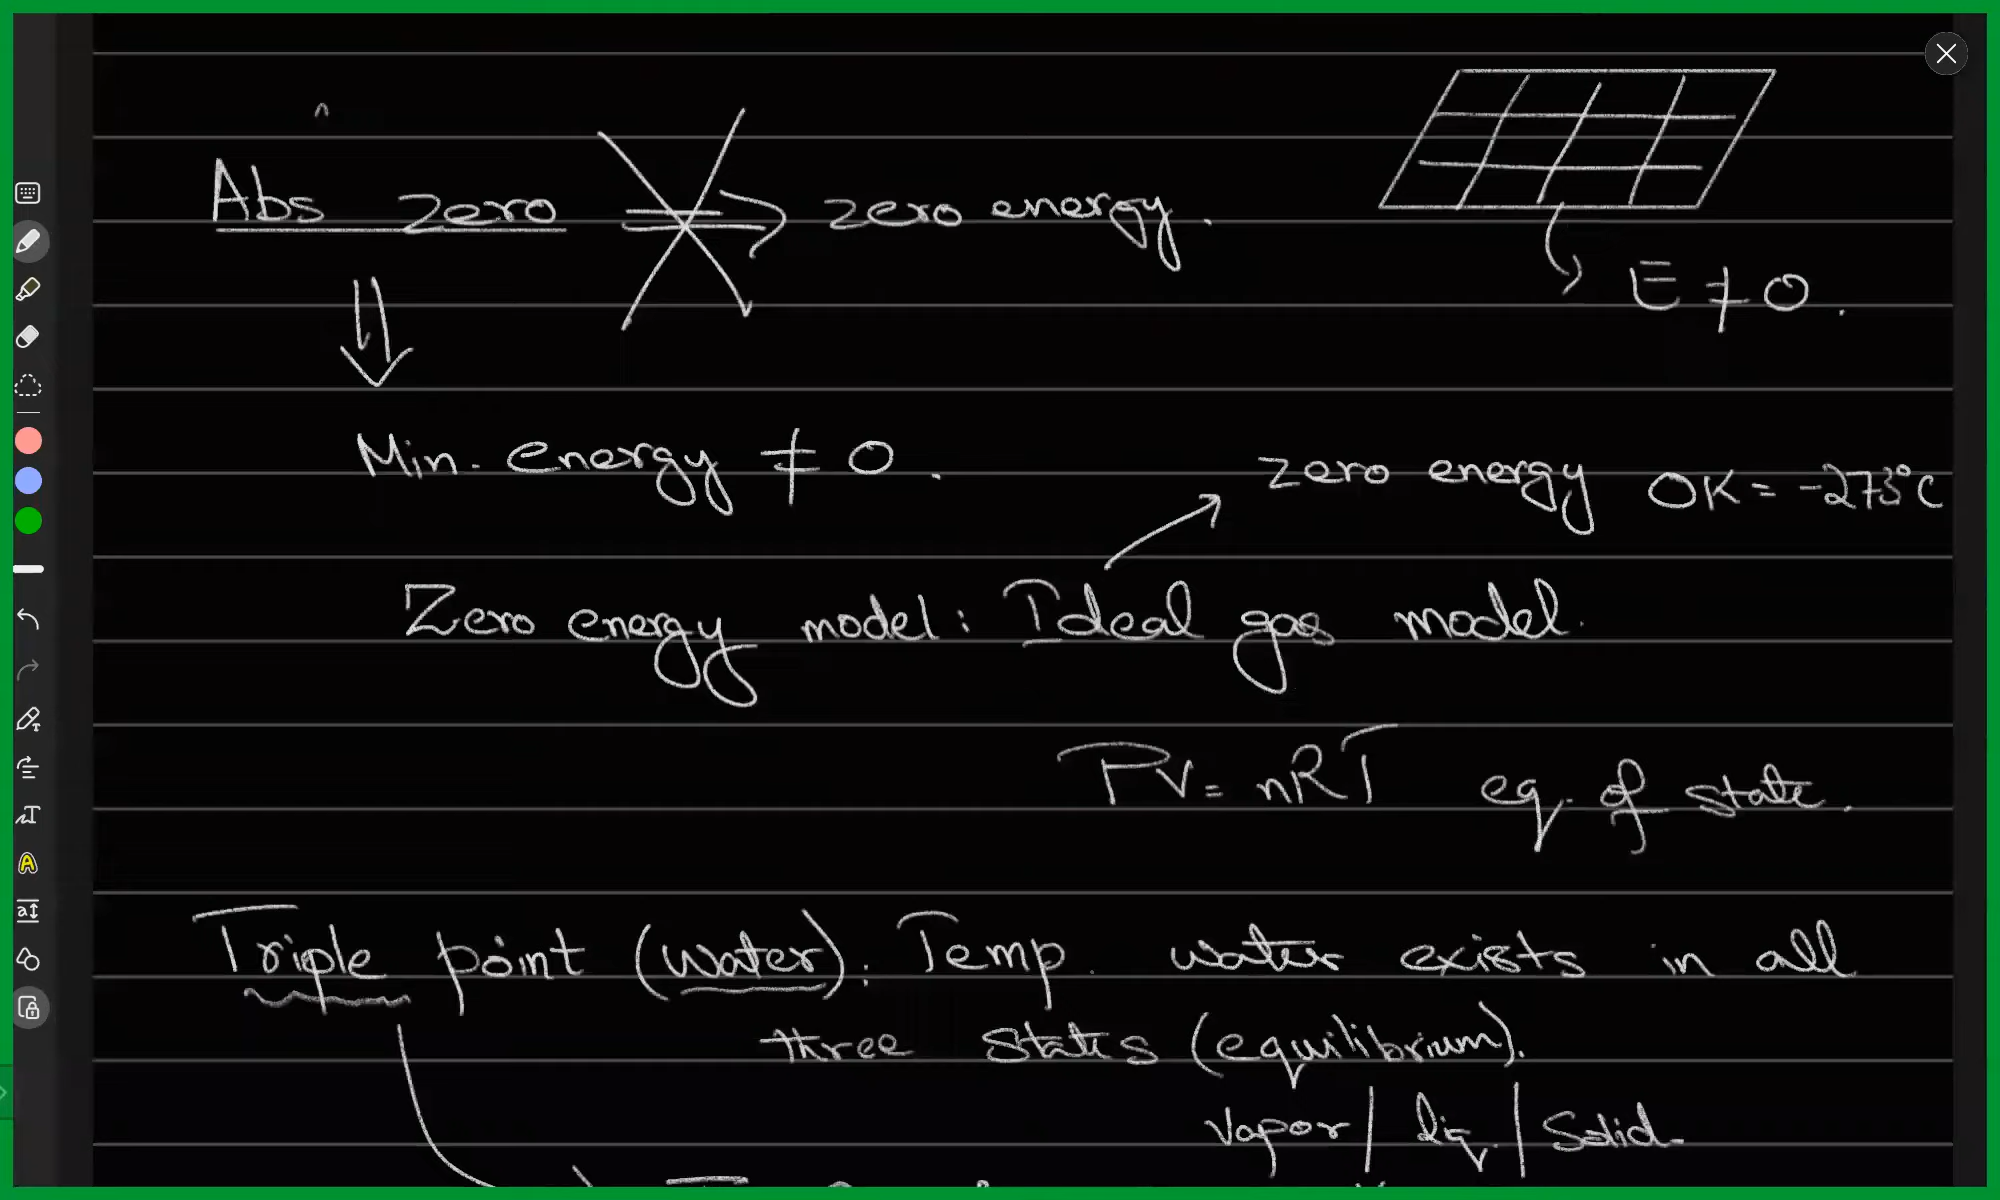 Abs zero ⇏ zero energy.
E ≠ 0.
Min. energy ≠ 0.
zero energy 0K = -273°C
Zero energy model: Ideal gas model.
PV = nRT eq. of state.
Triple point (water): Temp. water exists in all
three states (equilibrium).
vapor / liq. / Solid